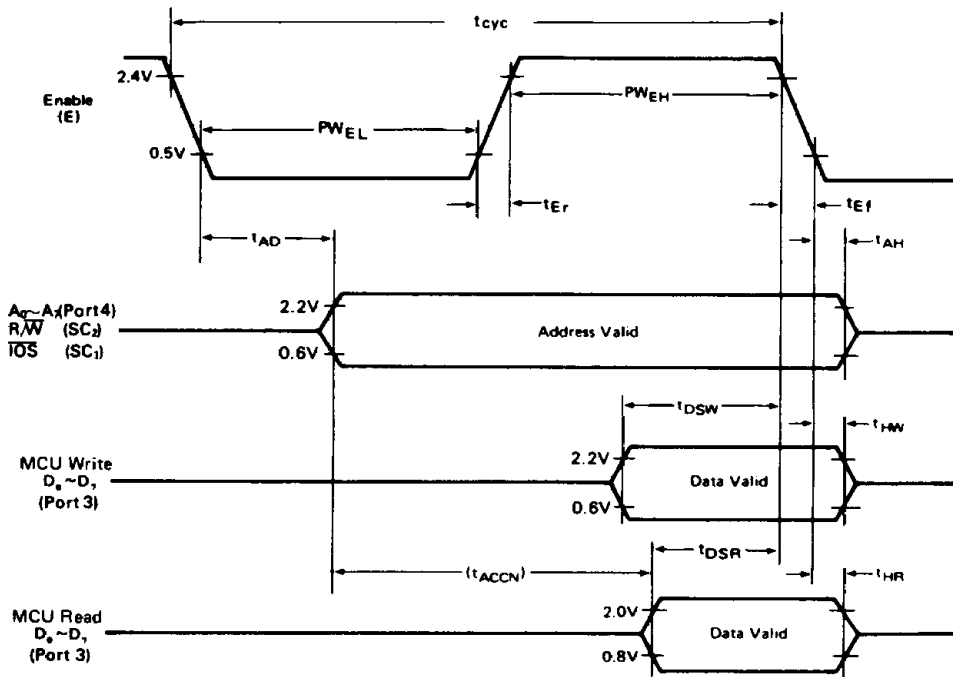 tcyc
2.4V
Enable
(E)
PWEH
PWEL
0.5V
tEr
tEf
tAD
tAH
A0~A7(Port 4)
R/W (SC2)
IOS (SC1)
2.2V
Address Valid
0.6V
tDSW
tHW
MCU Write
D0~D7
(Port 3)
2.2V
Data Valid
0.6V
tDSR
(tACCN)
tHR
MCU Read
D0~D7
(Port 3)
2.0V
Data Valid
0.8V